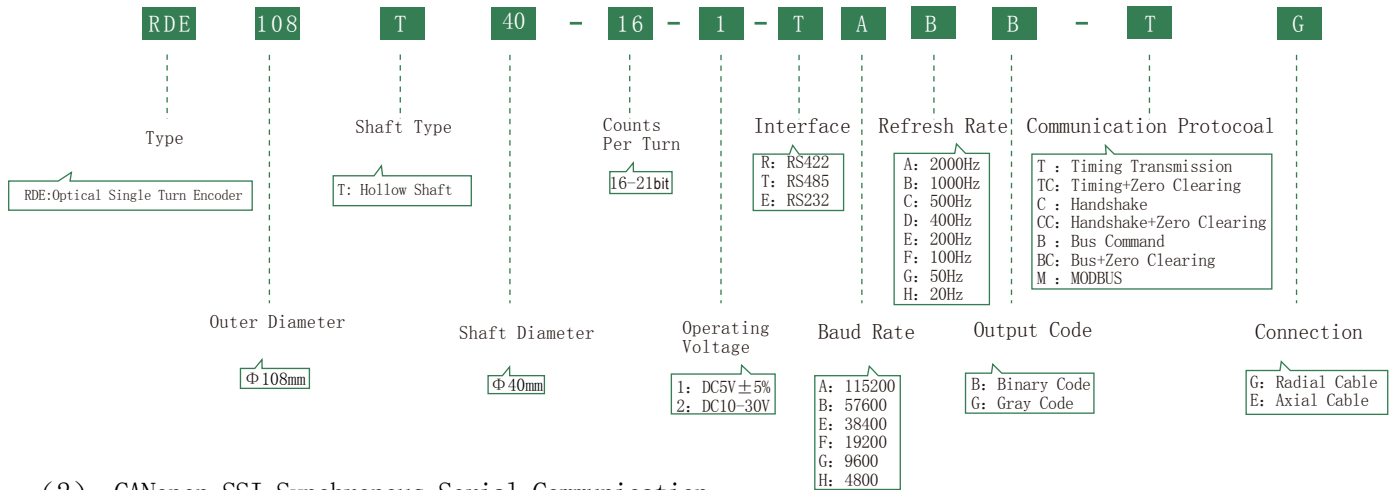 RDE 108 T 40 - 16 - 1 - T A B B - T G
Type
RDE:Optical Single Turn Encoder
Outer Diameter
Φ108mm
Shaft Type
T: Hollow Shaft
Shaft Diameter
Φ40mm
Counts
Per Turn
16-21bit
Operating
Voltage
1: DC5V±5%
2: DC10-30V
Interface
R: RS422
T: RS485
E: RS232
Baud Rate
A: 115200
B: 57600
E: 38400
F: 19200
G: 9600
H: 4800
Refresh Rate
A: 2000Hz
B: 1000Hz
C: 500Hz
D: 400Hz
E: 200Hz
F: 100Hz
G: 50Hz
H: 20Hz
Output Code
B: Binary Code
G: Gray Code
Communication Protocoal
T : Timing Transmission
TC: Timing+Zero Clearing
C : Handshake
CC: Handshake+Zero Clearing
B : Bus Command
BC: Bus+Zero Clearing
M : MODBUS
Connection
G: Radial Cable
E: Axial Cable